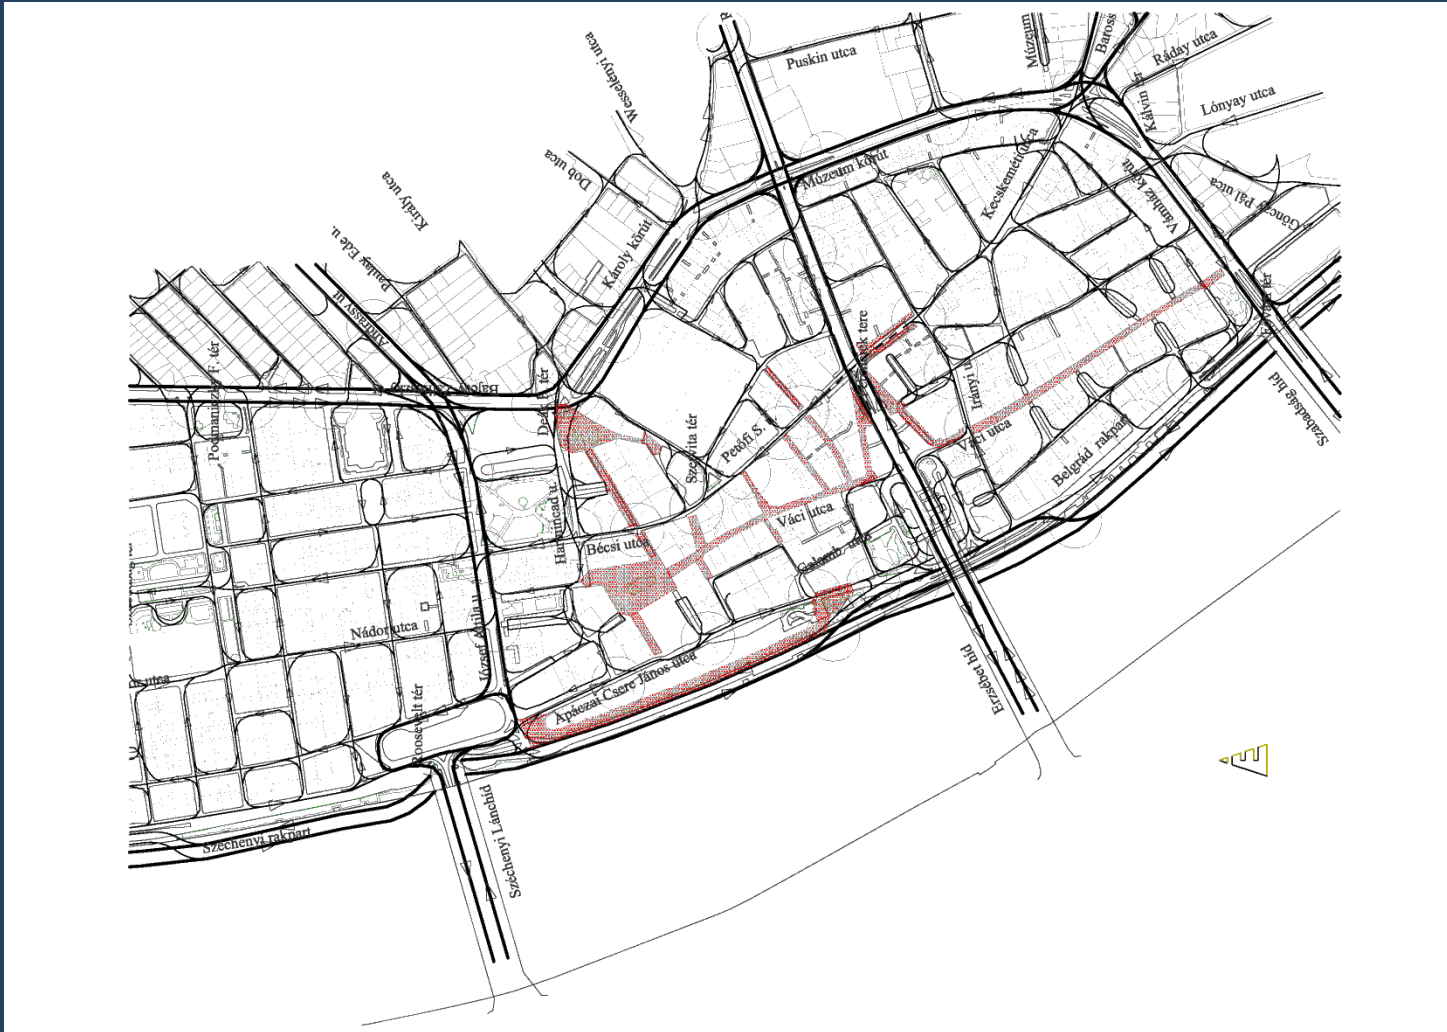 Puskin utca
Múzeum
Baross
Ráday utca
Wesselényi utca
Lónyay utca
Kálvin tér
Dob utca
Múzeum körút
Kecskeméti utca
Király utca
Vámház körút
Gönczy Pál utca
Paulay Ede u.
Károly körút
Andrássy út
Podmaniczky F. tér
Szervita tér
Petőfi S.
Irányi u.
Váci utca
Szabadság híd
Belgrád rakpart
Harmincad u.
Váci utca
Bécsi utca
Galamb utca
Nádor utca
József Attila u.
utca
Apáczai Csere János utca
Erzsébet híd
Roosevelt tér
Széchenyi rakpart
Széchenyi Lánchíd
É